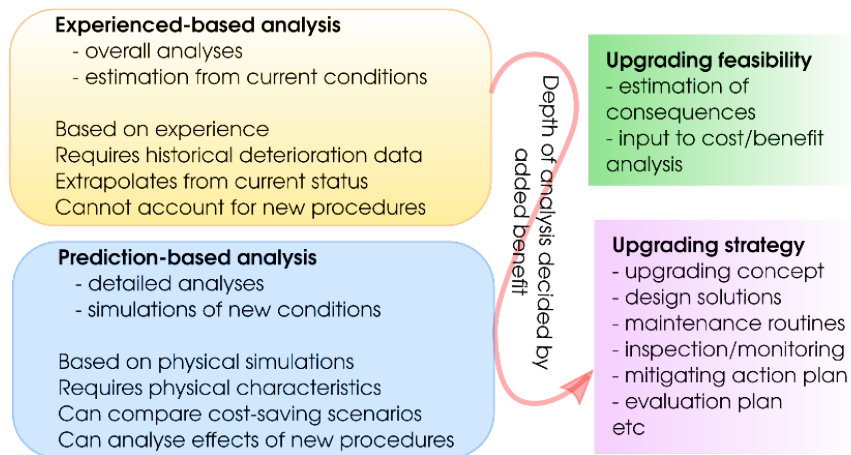 Experienced-based analysis
- overall analyses
- estimation from current conditions
Based on experience
Requires historical deterioration data
Extrapolates from current status
Cannot account for new procedures
Prediction-based analysis
- detailed analyses
- simulations of new conditions
Based on physical simulations
Requires physical characteristics
Can compare cost-saving scenarios
Can analyse effects of new procedures
Depth of analysis decided by
added benefit
Upgrading feasibility
- estimation of
consequences
- input to cost/benefit
analysis
Upgrading strategy
- upgrading concept
- design solutions
- maintenance routines
- inspection/monitoring
- mitigating action plan
- evaluation plan
etc